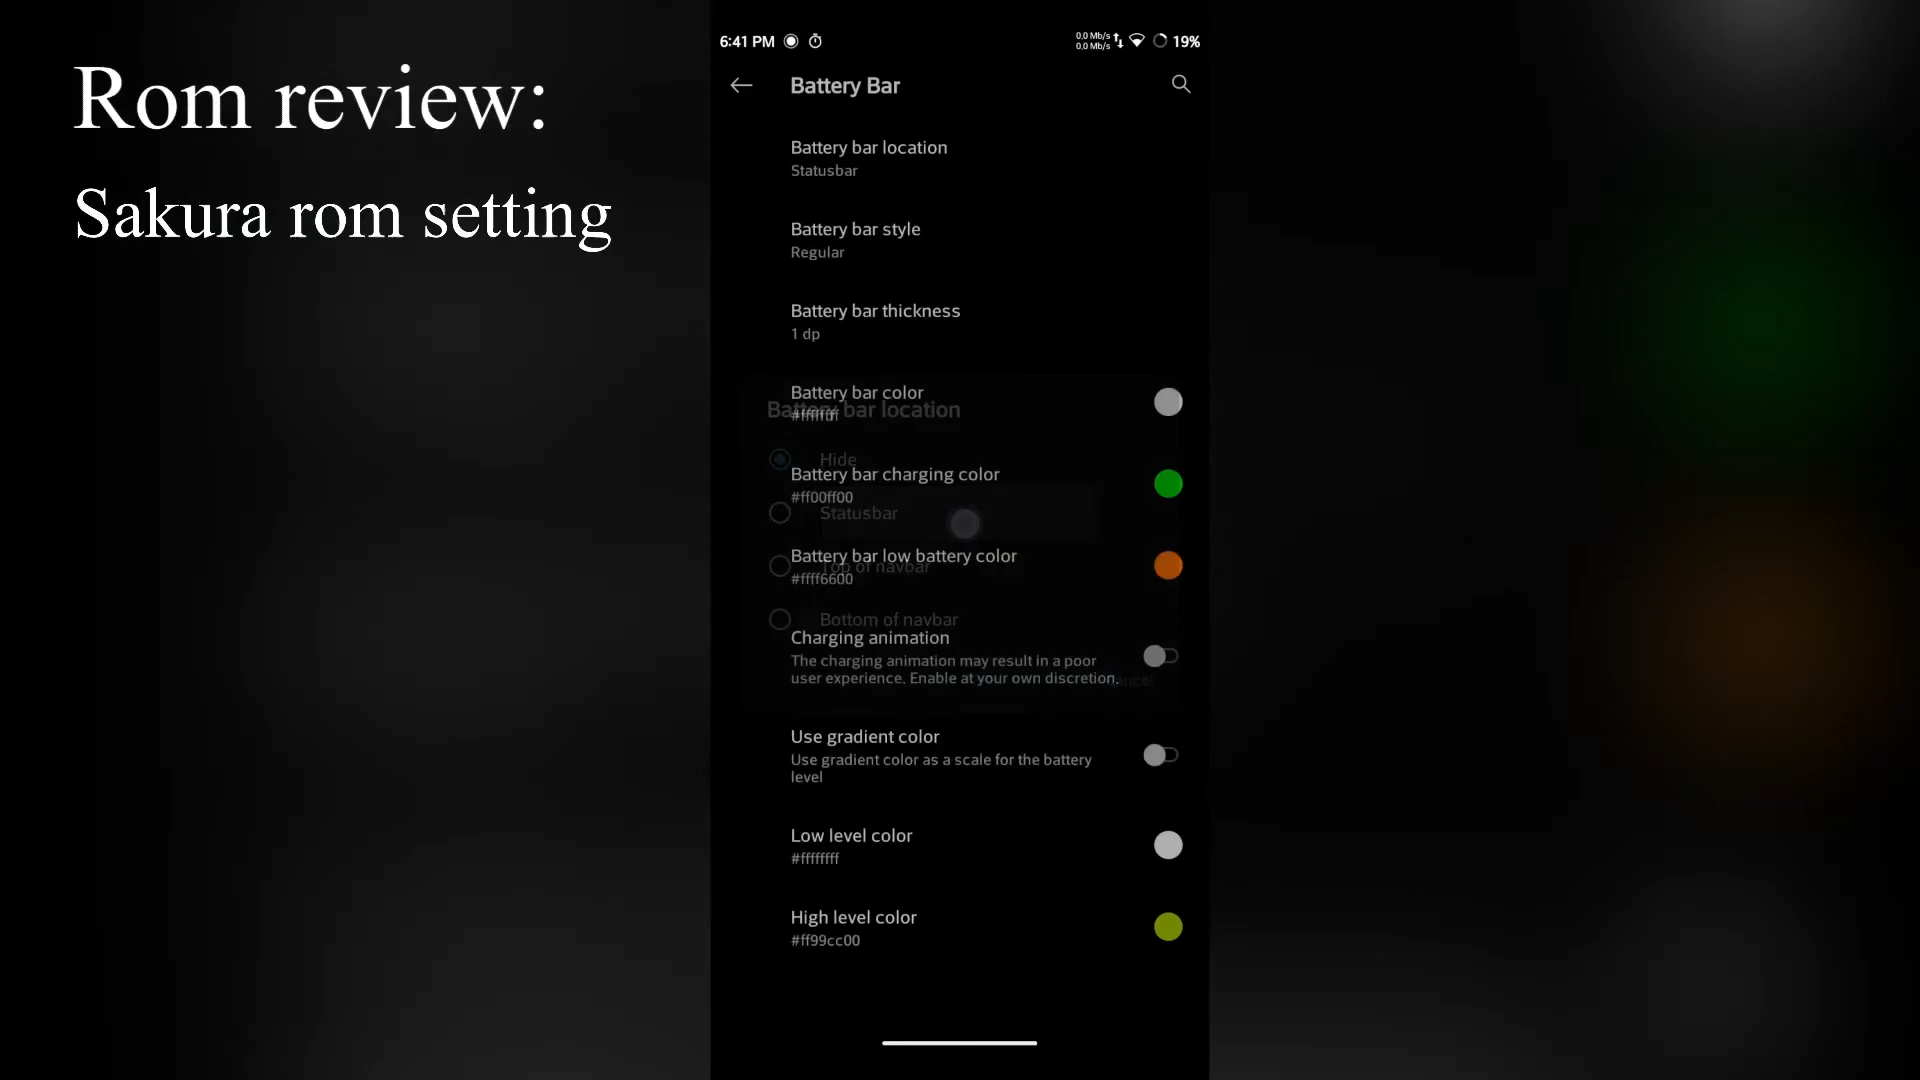 Rom review:
Sakura rom setting
6:41 PM
0.0 Mb/s
0.0 Mb/s
19%
Battery Bar
Battery bar location
Statusbar
Battery bar style
Regular
Battery bar thickness
1 dp
Battery bar color
#ffffffff
Battery bar location
Hide
Battery bar charging color
#ff00ff00
Statusbar
Battery bar low battery color
Top of navbar
#ffff6600
Bottom of navbar
Charging animation
The charging animation may result in a poor
user experience. Enable at your own discretion.
Cancel
Use gradient color
Use gradient color as a scale for the battery
level
Low level color
#ffffffff
High level color
#ff99cc00